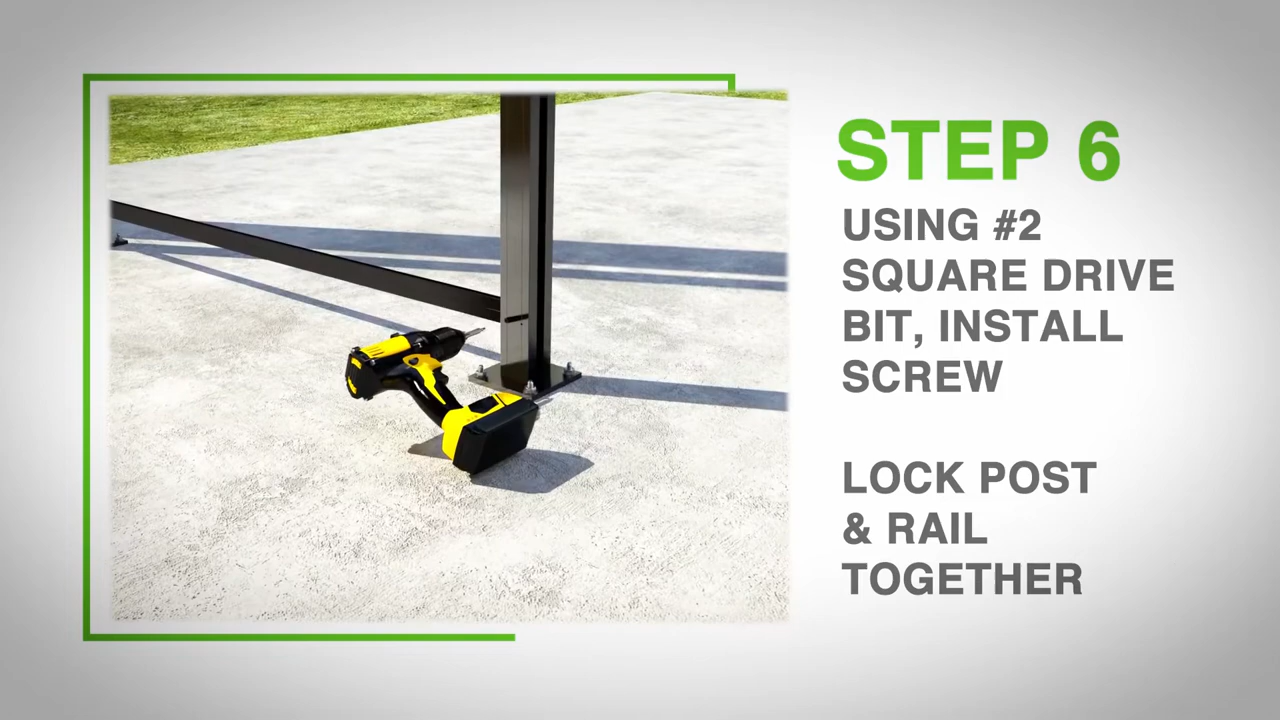 STEP 6
USING #2
SQUARE DRIVE
BIT, INSTALL
SCREW
LOCK POST
& RAIL
TOGETHER